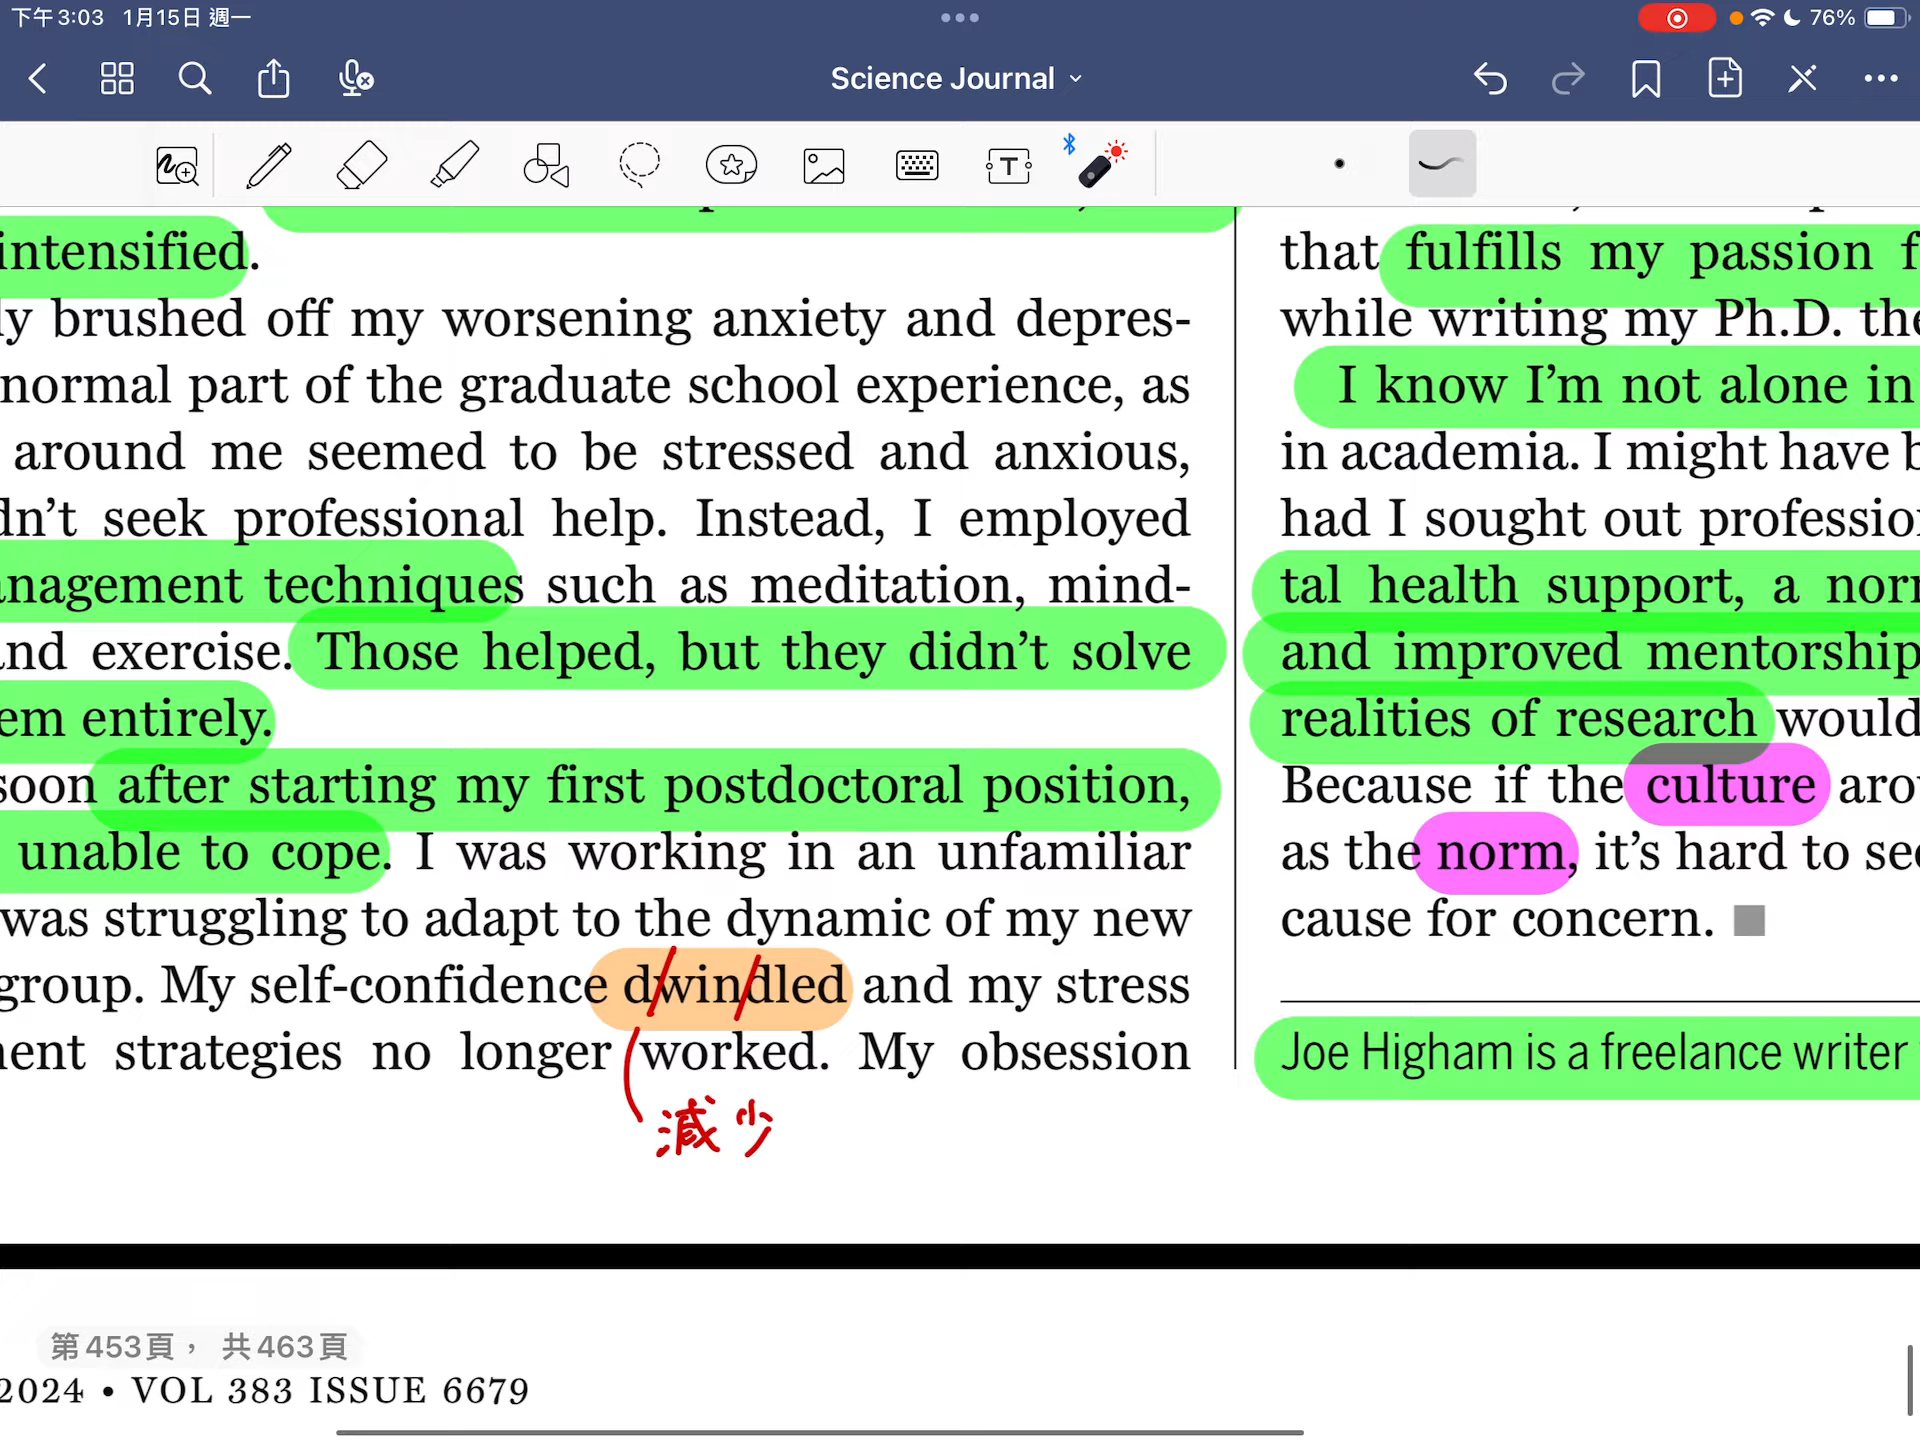 下午3:03 1月15日 週一
76%
Science Journal
intensified.
ly brushed off my worsening anxiety and depres-
normal part of the graduate school experience, as
around me seemed to be stressed and anxious,
dn't seek professional help. Instead, I employed
nagement techniques such as meditation, mind-
and exercise. Those helped, but they didn't solve
em entirely.
soon after starting my first postdoctoral position,
unable to cope. I was working in an unfamiliar
was struggling to adapt to the dynamic of my new
group. My self-confidence dwindled and my stress
ent strategies no longer worked. My obsession
減少
that fulfills my passion f
while writing my Ph.D. the
I know I'm not alone in
in academia. I might have b
had I sought out professio
tal health support, a nor
and improved mentorship
realities of research would
Because if the culture aro
as the norm, it's hard to see
cause for concern.
Joe Higham is a freelance writer
第453頁， 共463頁
2024 • VOL 383 ISSUE 6679